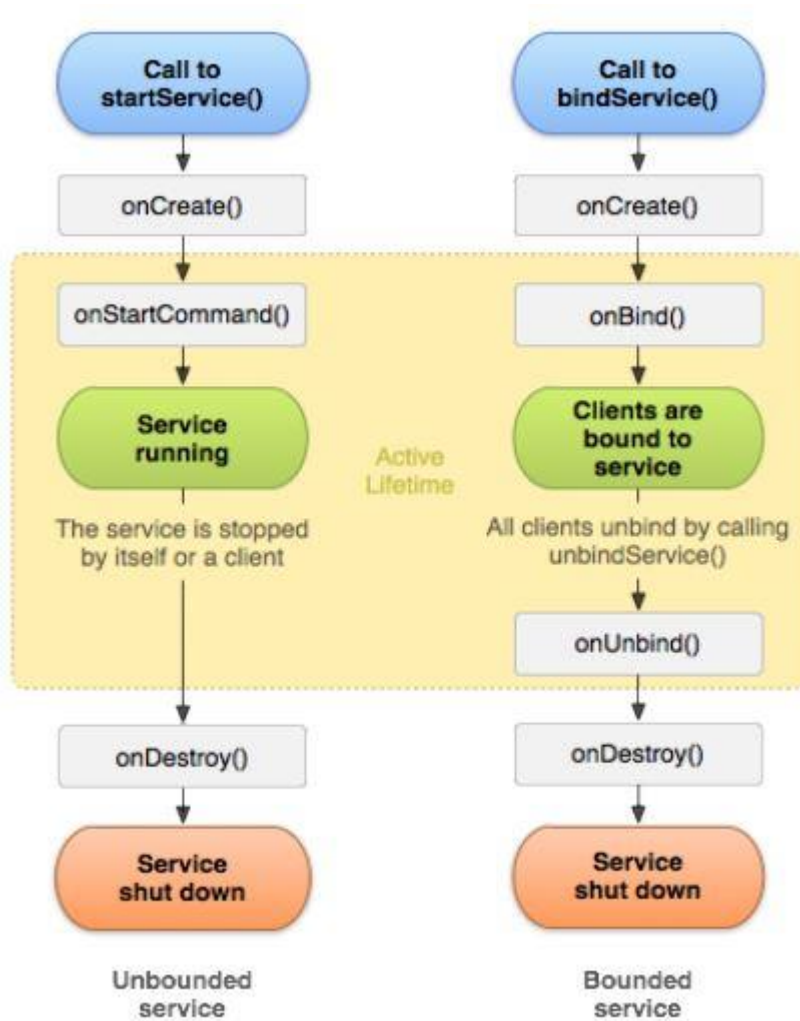 Call to
startService()
onCreate()
onStartCommand()
Service
running
The service is stopped
by itself or a client
onDestroy()
Service
shut down
Unbounded
service
Active
Lifetime
Call to
bindService()
onCreate()
onBind()
Clients are
bound to
service
All clients unbind by calling
unbindService()
onUnbind()
onDestroy()
Service
shut down
Bounded
service